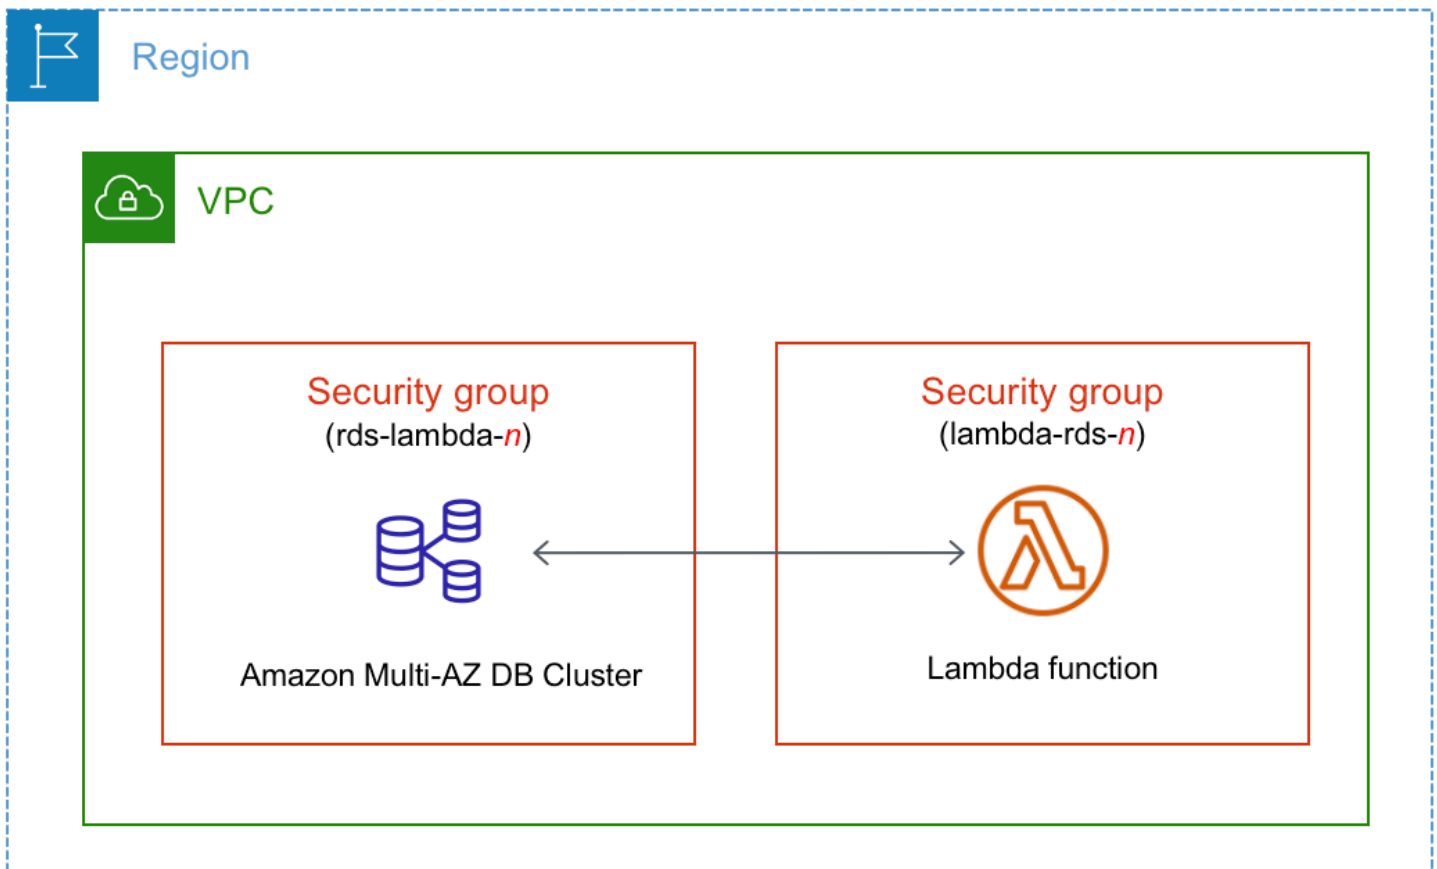 Region
VPC
Security group
(rds-lambda-n)
Amazon Multi-AZ DB Cluster
Security group
(lambda-rds-n)
Lambda function